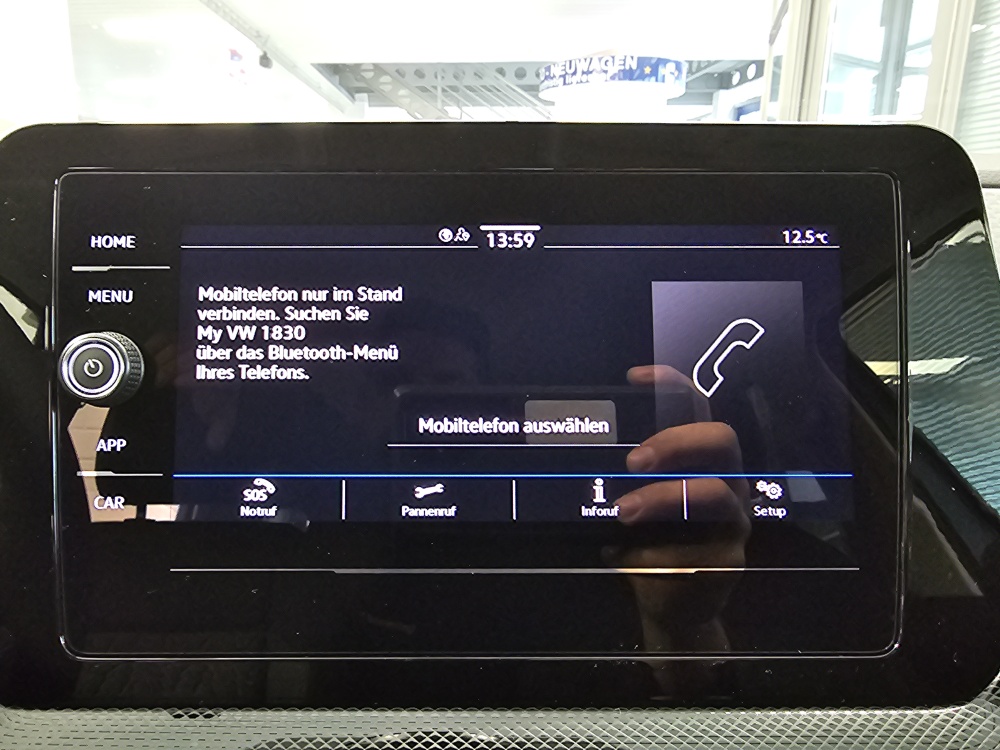 NEUWAGEN
HOME
13:59
12.5°C
MENU
Mobiltelefon nur im Stand
verbinden. Suchen Sie
My VW 1830
über das Bluetooth-Menü
Ihres Telefons.
Mobiltelefon auswählen
APP
CAR
SOS
Notruf
Pannenruf
Inforuf
Setup